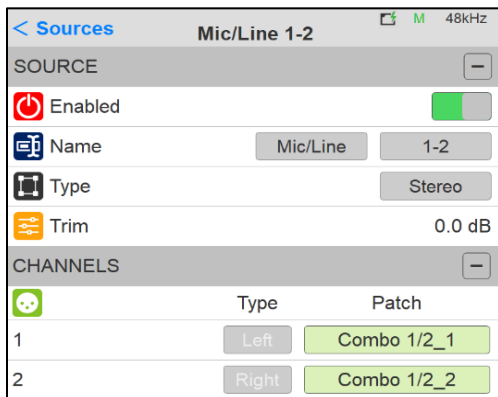 < Sources Mic/Line 1-2 M 48kHz
SOURCE
Enabled
Name Mic/Line 1-2
Type Stereo
Trim 0.0 dB
CHANNELS
Type Patch
1 Left Combo 1/2_1
2 Right Combo 1/2_2